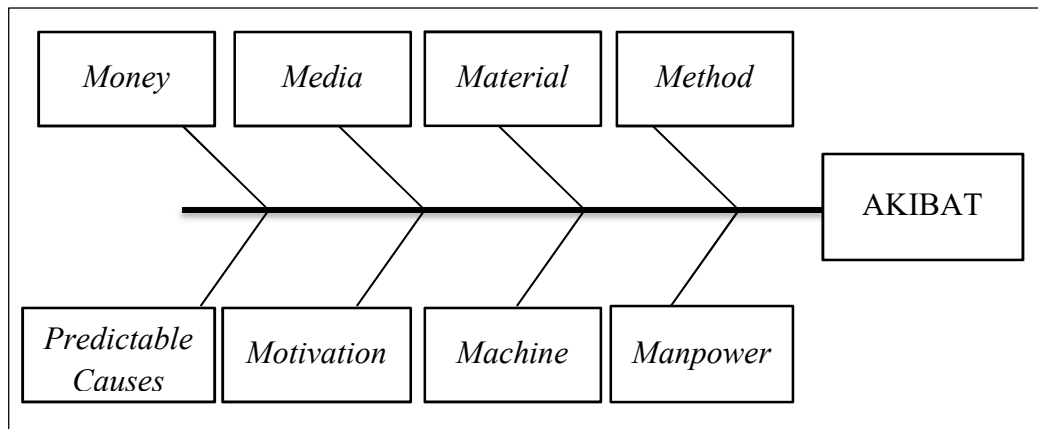 Money
Media
Material
Method
AKIBAT
Predictable
Causes
Motivation
Machine
Manpower